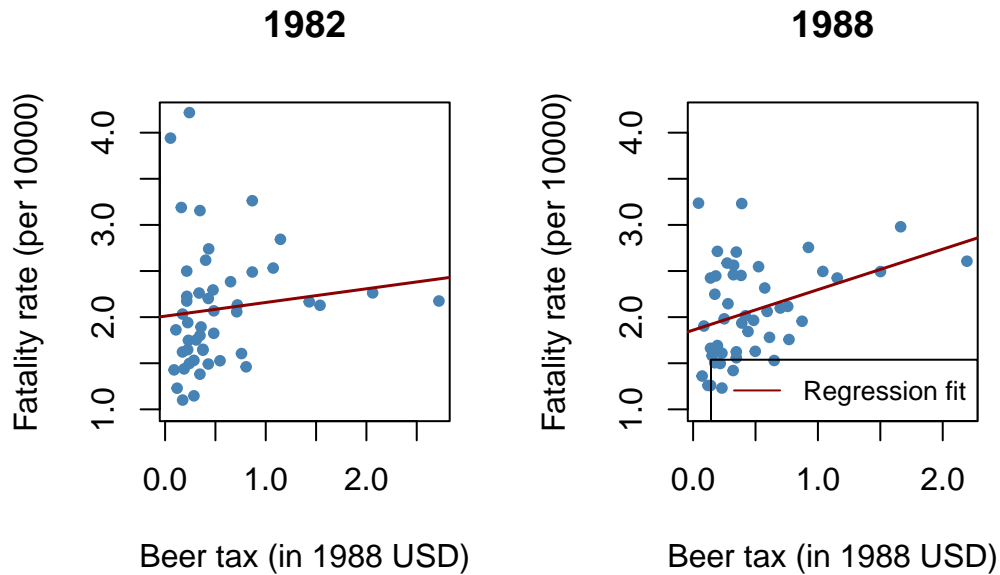 1982
Fatality rate (per 10000)
4.0
3.0
2.0
1.0
0.0 1.0 2.0
Beer tax (in 1988 USD)
1988
Fatality rate (per 10000)
4.0
3.0
2.0
1.0
Regression fit
0.0 1.0 2.0
Beer tax (in 1988 USD)